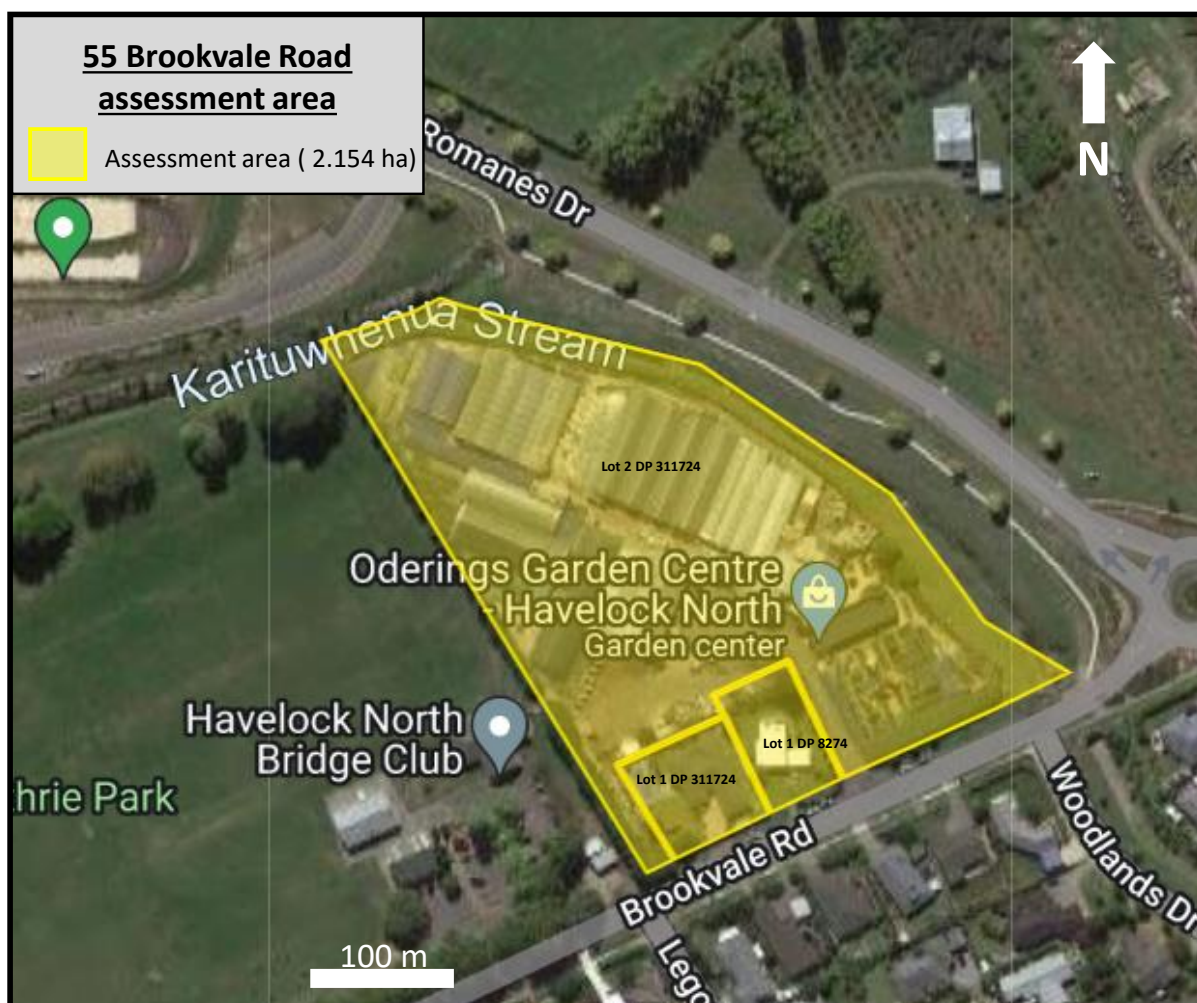 55 Brookvale Road
assessment area
Assessment area ( 2.154 ha)
N
Romanes Dr
Karituwhenua Stream
Lot 2 DP 311724
Oderings Garden Centre
- Havelock North
Garden center
Havelock North
Bridge Club
Lot 1 DP 8274
Lot 1 DP 311724
hrie Park
Woodlands Dr
Brookvale Rd
100 m
Lego